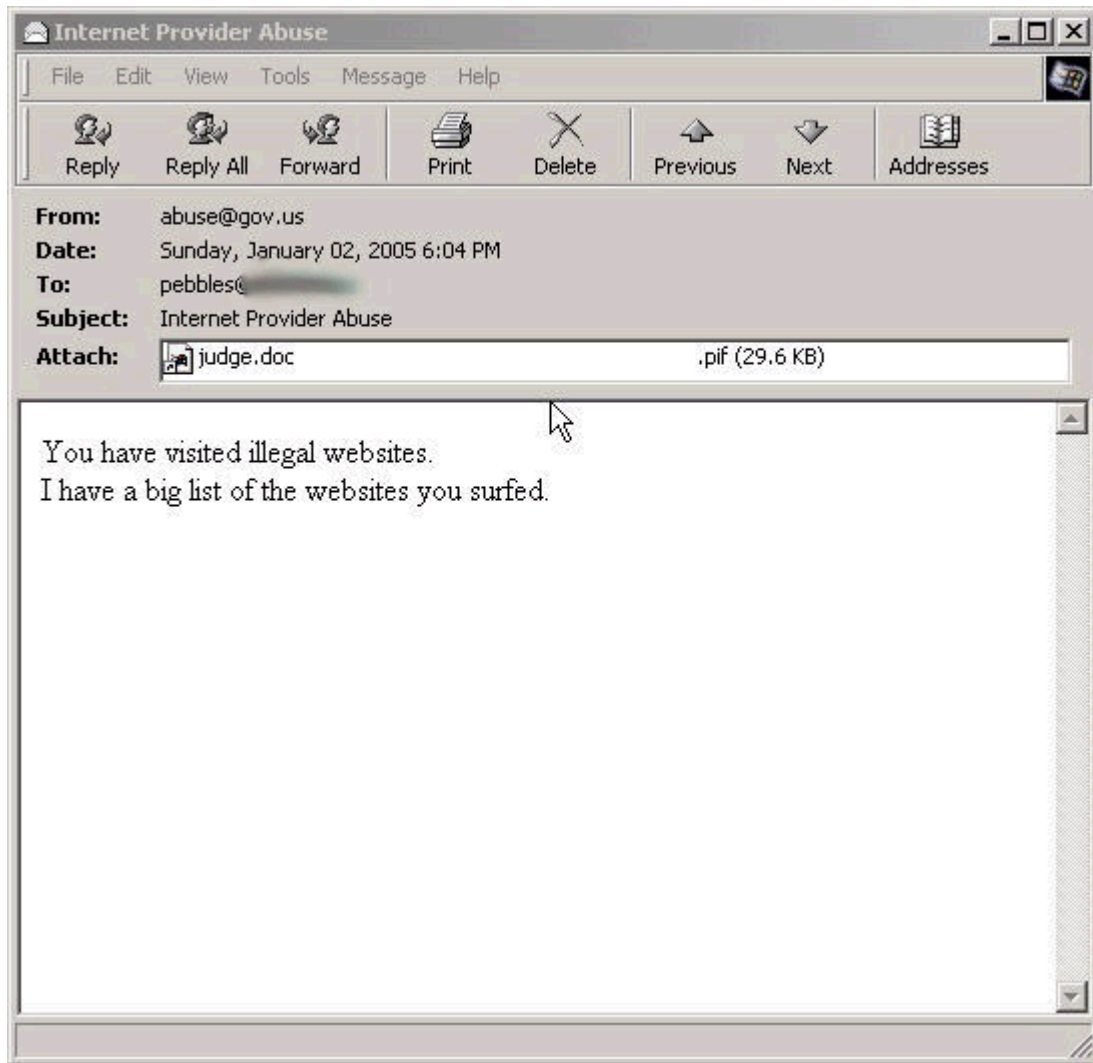 Internet Provider Abuse
File Edit View Tools Message Help
Reply Reply All Forward Print Delete Previous Next Addresses
From: abuse@gov.us
Date: Sunday, January 02, 2005 6:04 PM
To: pebbles@
Subject: Internet Provider Abuse
Attach: judge.doc .pif (29.6 KB)
You have visited illegal websites.
I have a big list of the websites you surfed.